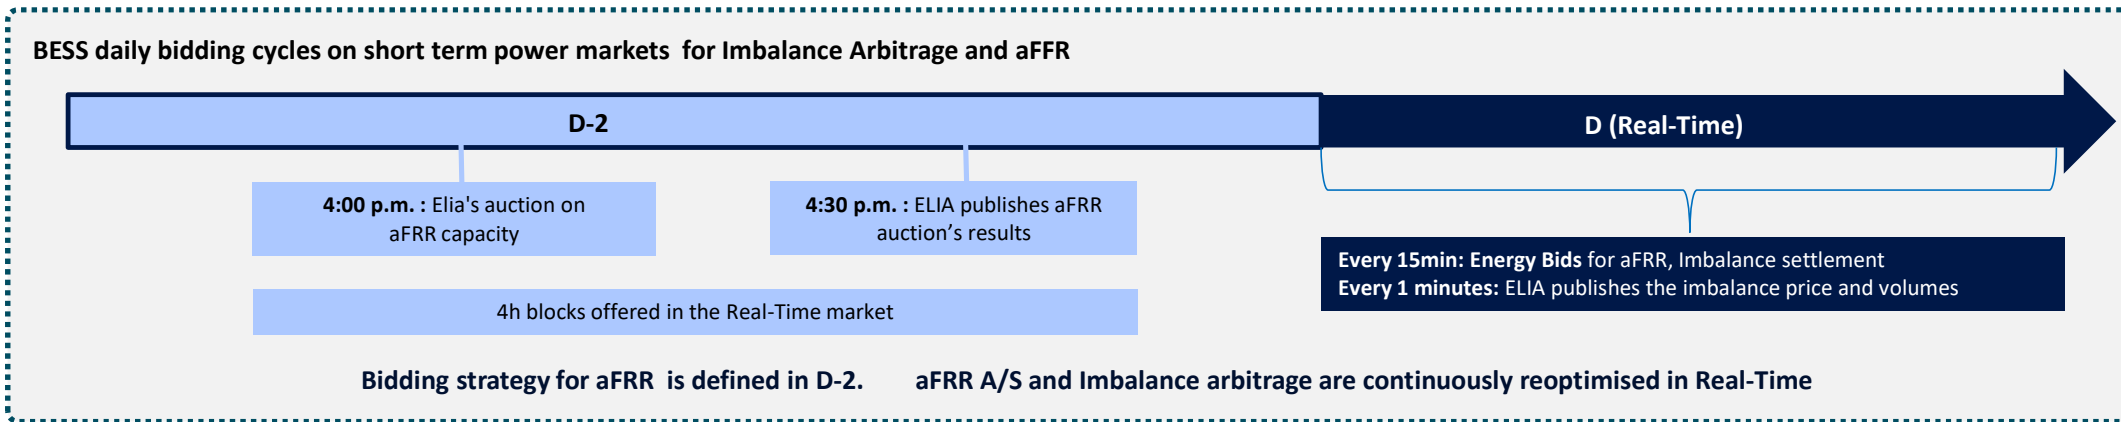 BESS daily bidding cycles on short term power markets for Imbalance Arbitrage and aFFR
D-2
D (Real-Time)
4:00 p.m. : Elia's auction on
aFRR capacity
4:30 p.m. : ELIA publishes aFRR
auction’s results
4h blocks offered in the Real-Time market
Every 15min: Energy Bids for aFRR, Imbalance settlement
Every 1 minutes: ELIA publishes the imbalance price and volumes
Bidding strategy for aFRR is defined in D-2. aFRR A/S and Imbalance arbitrage are continuously reoptimised in Real-Time